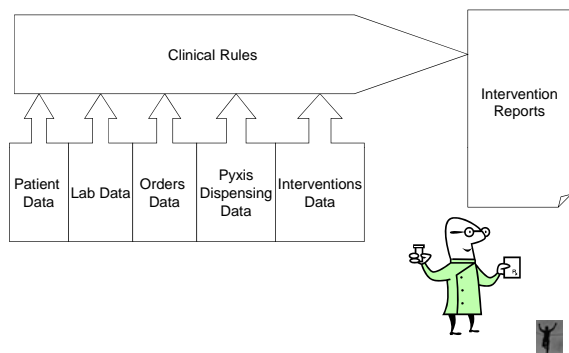 Clinical Rules
Intervention
Reports
Patient
Data
Lab Data
Orders
Data
Pyxis
Dispensing
Data
Interventions
Data